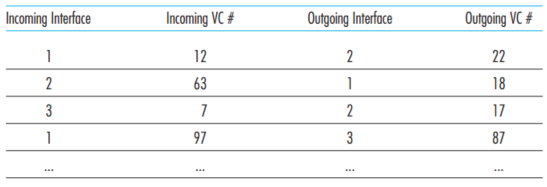 Incoming Interface Incoming VC # Outgoing Interface Outgoing VC #
1 12 2 22
2 63 1 18
3 7 2 17
1 97 3 87
... ... ... ...